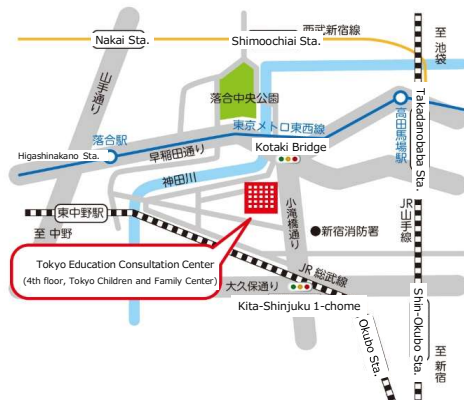 Nakai Sta.
Shimoochiai Sta.
西武新宿線
至 池袋
山手通り
落合中央公園
Takadanobaba Sta.
東京メトロ東西線
高田馬場駅
落合駅
Higashinakano Sta.
早稲田通り
Kotaki Bridge
神田川
東中野駅
至 中野
小滝橋通り
新宿消防署
JR山手線
Tokyo Education Consultation Center
(4th floor, Tokyo Children and Family Center)
JR 総武線
大久保通り
Kita-Shinjuku 1-chome
Okubo Sta.
Shin-Okubo Sta.
至 新宿